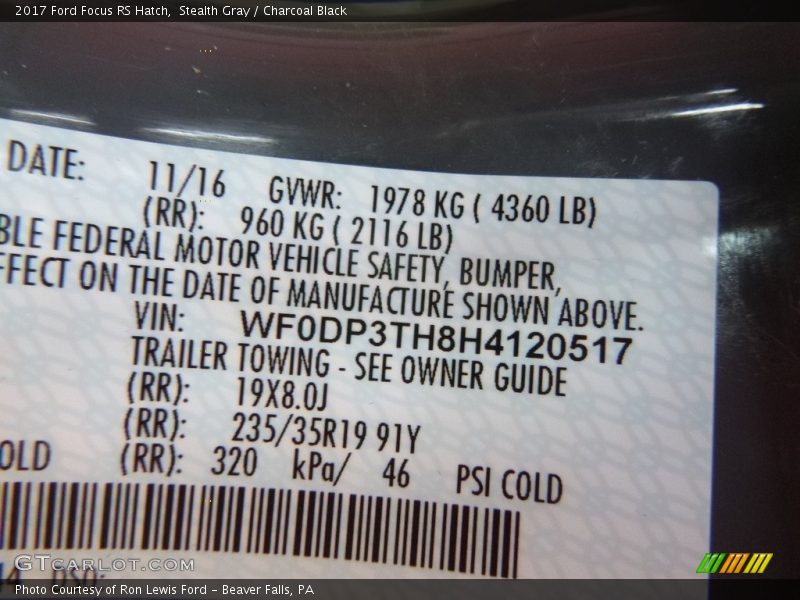 2017 Ford Focus RS Hatch,  Stealth Gray / Charcoal Black
DATE: 11/16 GVWR: 1978 KG ( 4360 LB)
(RR): 960 KG ( 2116 LB)
BLE FEDERAL MOTOR VEHICLE SAFETY, BUMPER,
FFECT ON THE DATE OF MANUFACTURE SHOWN ABOVE.
VIN: WF0DP3TH8H4120517
TRAILER TOWING - SEE OWNER GUIDE
(RR): 19X8.0J
(RR): 235/35R19 91Y
OLD (RR): 320 kPa/ 46 PSI COLD
GTCARLOT.COM
Photo Courtesy of Ron Lewis Ford - Beaver Falls, PA